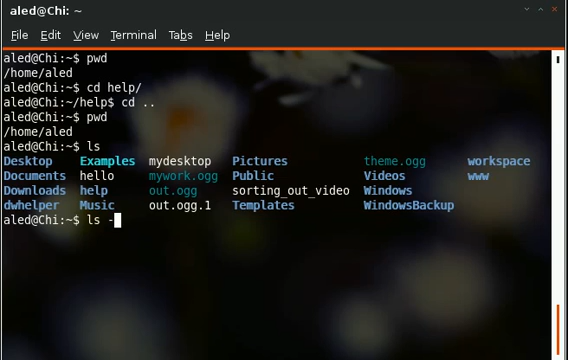 aled@Chi: ~
File Edit View Terminal Tabs Help
aled@Chi:~$ pwd
/home/aled
aled@Chi:~$ cd help/
aled@Chi:~/help$ cd ..
aled@Chi:~$ pwd
/home/aled
aled@Chi:~$ ls
Desktop Examples mydesktop Pictures theme.ogg workspace
Documents hello mywork.ogg Public Videos www
Downloads help out.ogg sorting_out_video Windows
dwhelper Music out.ogg.1 Templates WindowsBackup
aled@Chi:~$ ls -